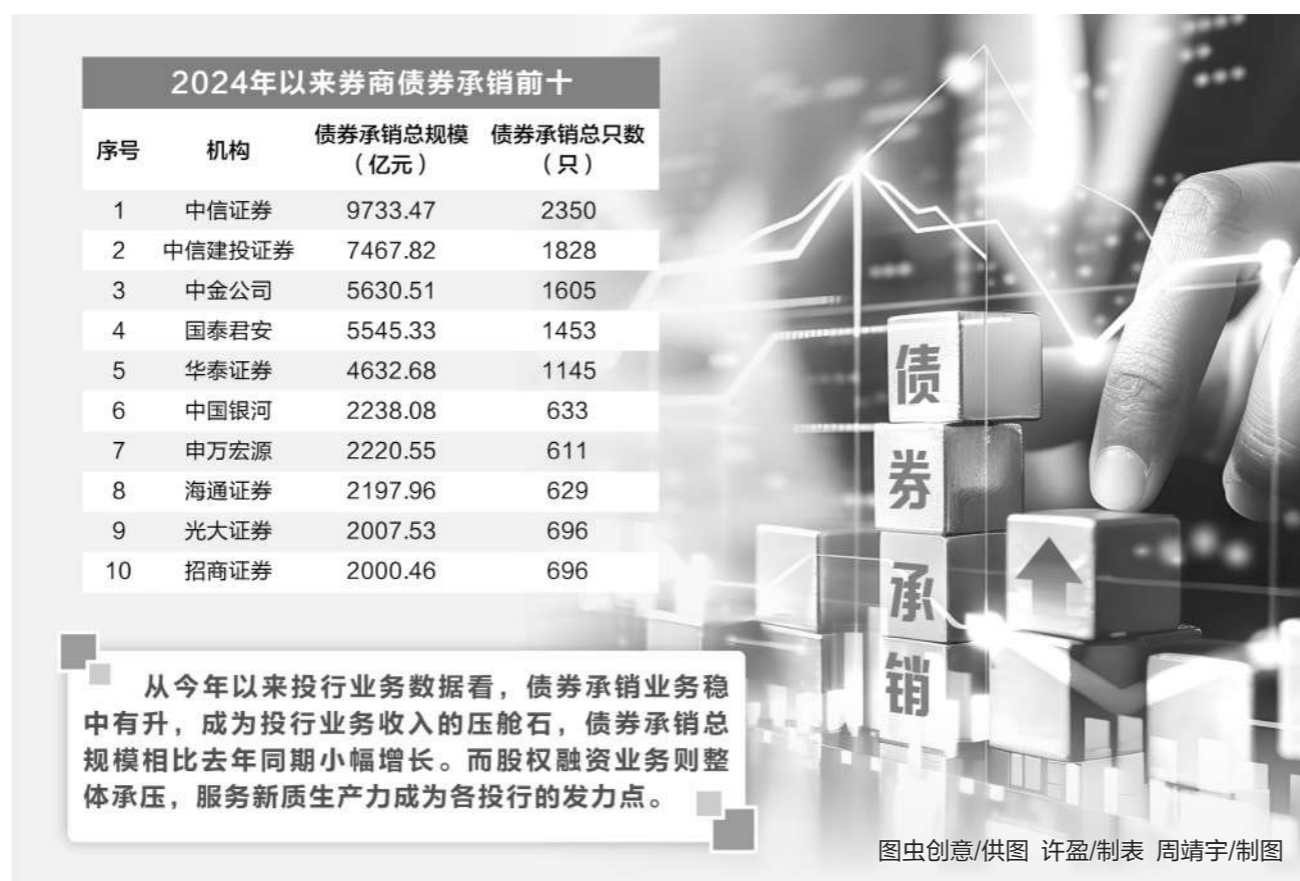 2024年以来券商债券承销前十
序号 机构 债券承销总规模（亿元） 债券承销总只数（只）
1 中信证券 9733.47 2350
2 中信建投证券 7467.82 1828
3 中金公司 5630.51 1605
4 国泰君安 5545.33 1453
5 华泰证券 4632.68 1145
6 中国银河 2238.08 633
7 申万宏源 2220.55 611
8 海通证券 2197.96 629
9 光大证券 2007.53 696
10 招商证券 2000.46 696
债
券
承
销
从今年以来投行业务数据看，债券承销业务稳
中有升，成为投行业务收入的压舱石，债券承销总
规模相比去年同期小幅增长。而股权融资业务则整
体承压，服务新质生产力成为各投行的发力点。
图虫创意/供图 许盈/制表 周靖宇/制图